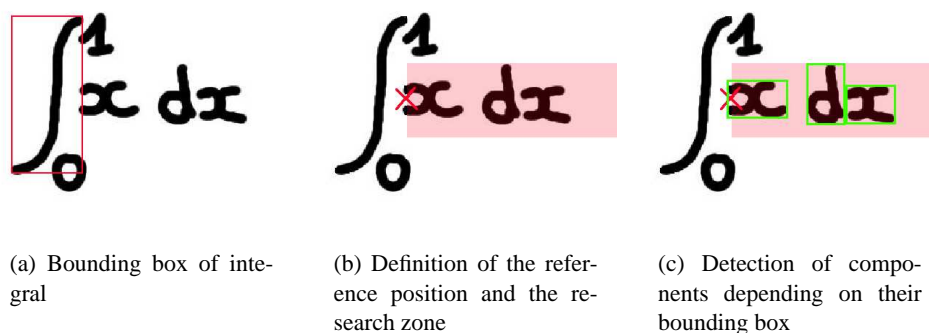 ∫ 1
x dx
0
∫ 1
x dx
0
∫ 1
x dx
0
(a) Bounding box of inte-
gral
(b) Definition of the refer-
ence position and the re-
search zone
(c) Detection of compo-
nents depending on their
bounding box